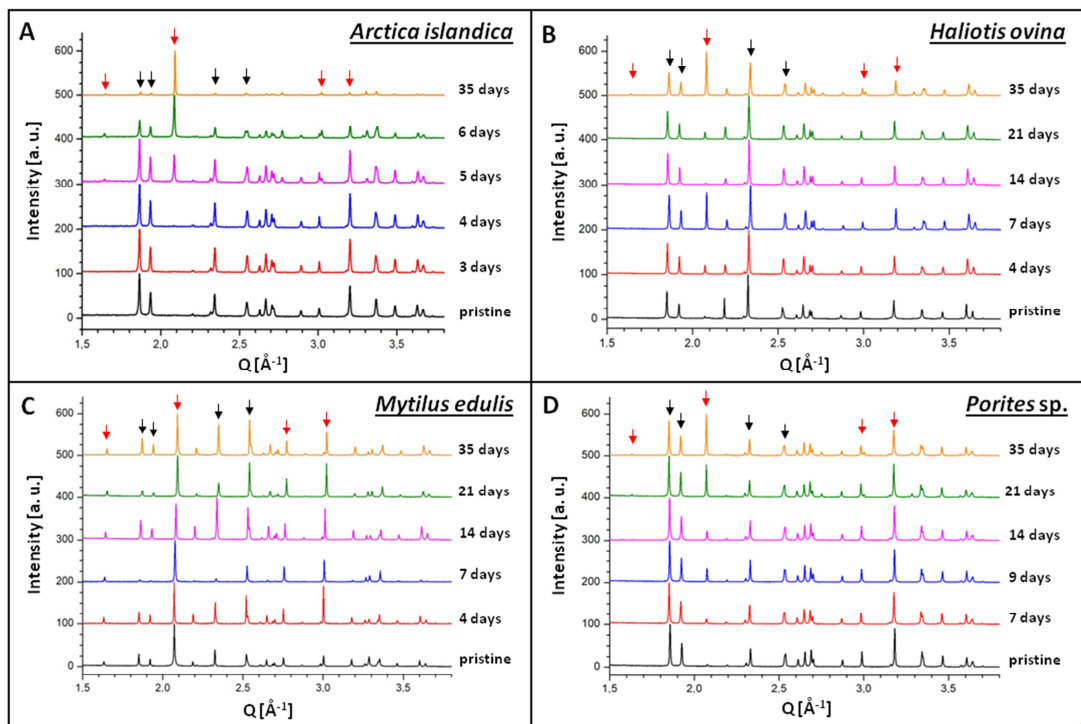 A
Arctica islandica
600
500
400
300
200
100
0
35 days
6 days
5 days
4 days
3 days
pristine
1.5
2.0
2.5
3.0
3.5
Intensity [a. u.]
Q [Å⁻¹]
B
Haliotis ovina
600
500
400
300
200
100
0
35 days
21 days
14 days
7 days
4 days
pristine
1.5
2.0
2.5
3.0
3.5
Intensity [a. u.]
Q [Å⁻¹]
C
Mytilus edulis
600
500
400
300
200
100
0
35 days
21 days
14 days
7 days
4 days
pristine
1.5
2.0
2.5
3.0
3.5
Intensity [a. u.]
Q [Å⁻¹]
D
Porites sp.
600
500
400
300
200
100
0
35 days
21 days
14 days
9 days
7 days
pristine
1.5
2.0
2.5
3.0
3.5
Intensity [a. u.]
Q [Å⁻¹]